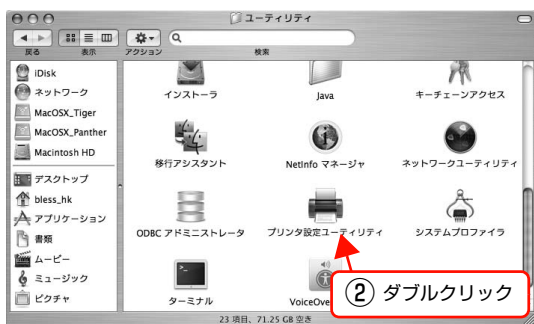 ユーティリティ
戻る 表示 アクション 検索
iDisk
ネットワーク
MacOSX_Tiger
MacOSX_Panther
Macintosh HD
デスクトップ
bless_hk
アプリケーション
書類
ムービー
ミュージック
ピクチャ
インストーラ Java キーチェーンアクセス
移行アシスタント NetInfo マネージャ ネットワークユーティリティ
ODBC アドミニストレータ プリンタ設定ユーティリティ システムプロファイラ
ターミナル VoiceOve
② ダブルクリック
23 項目、71.25 GB 空き